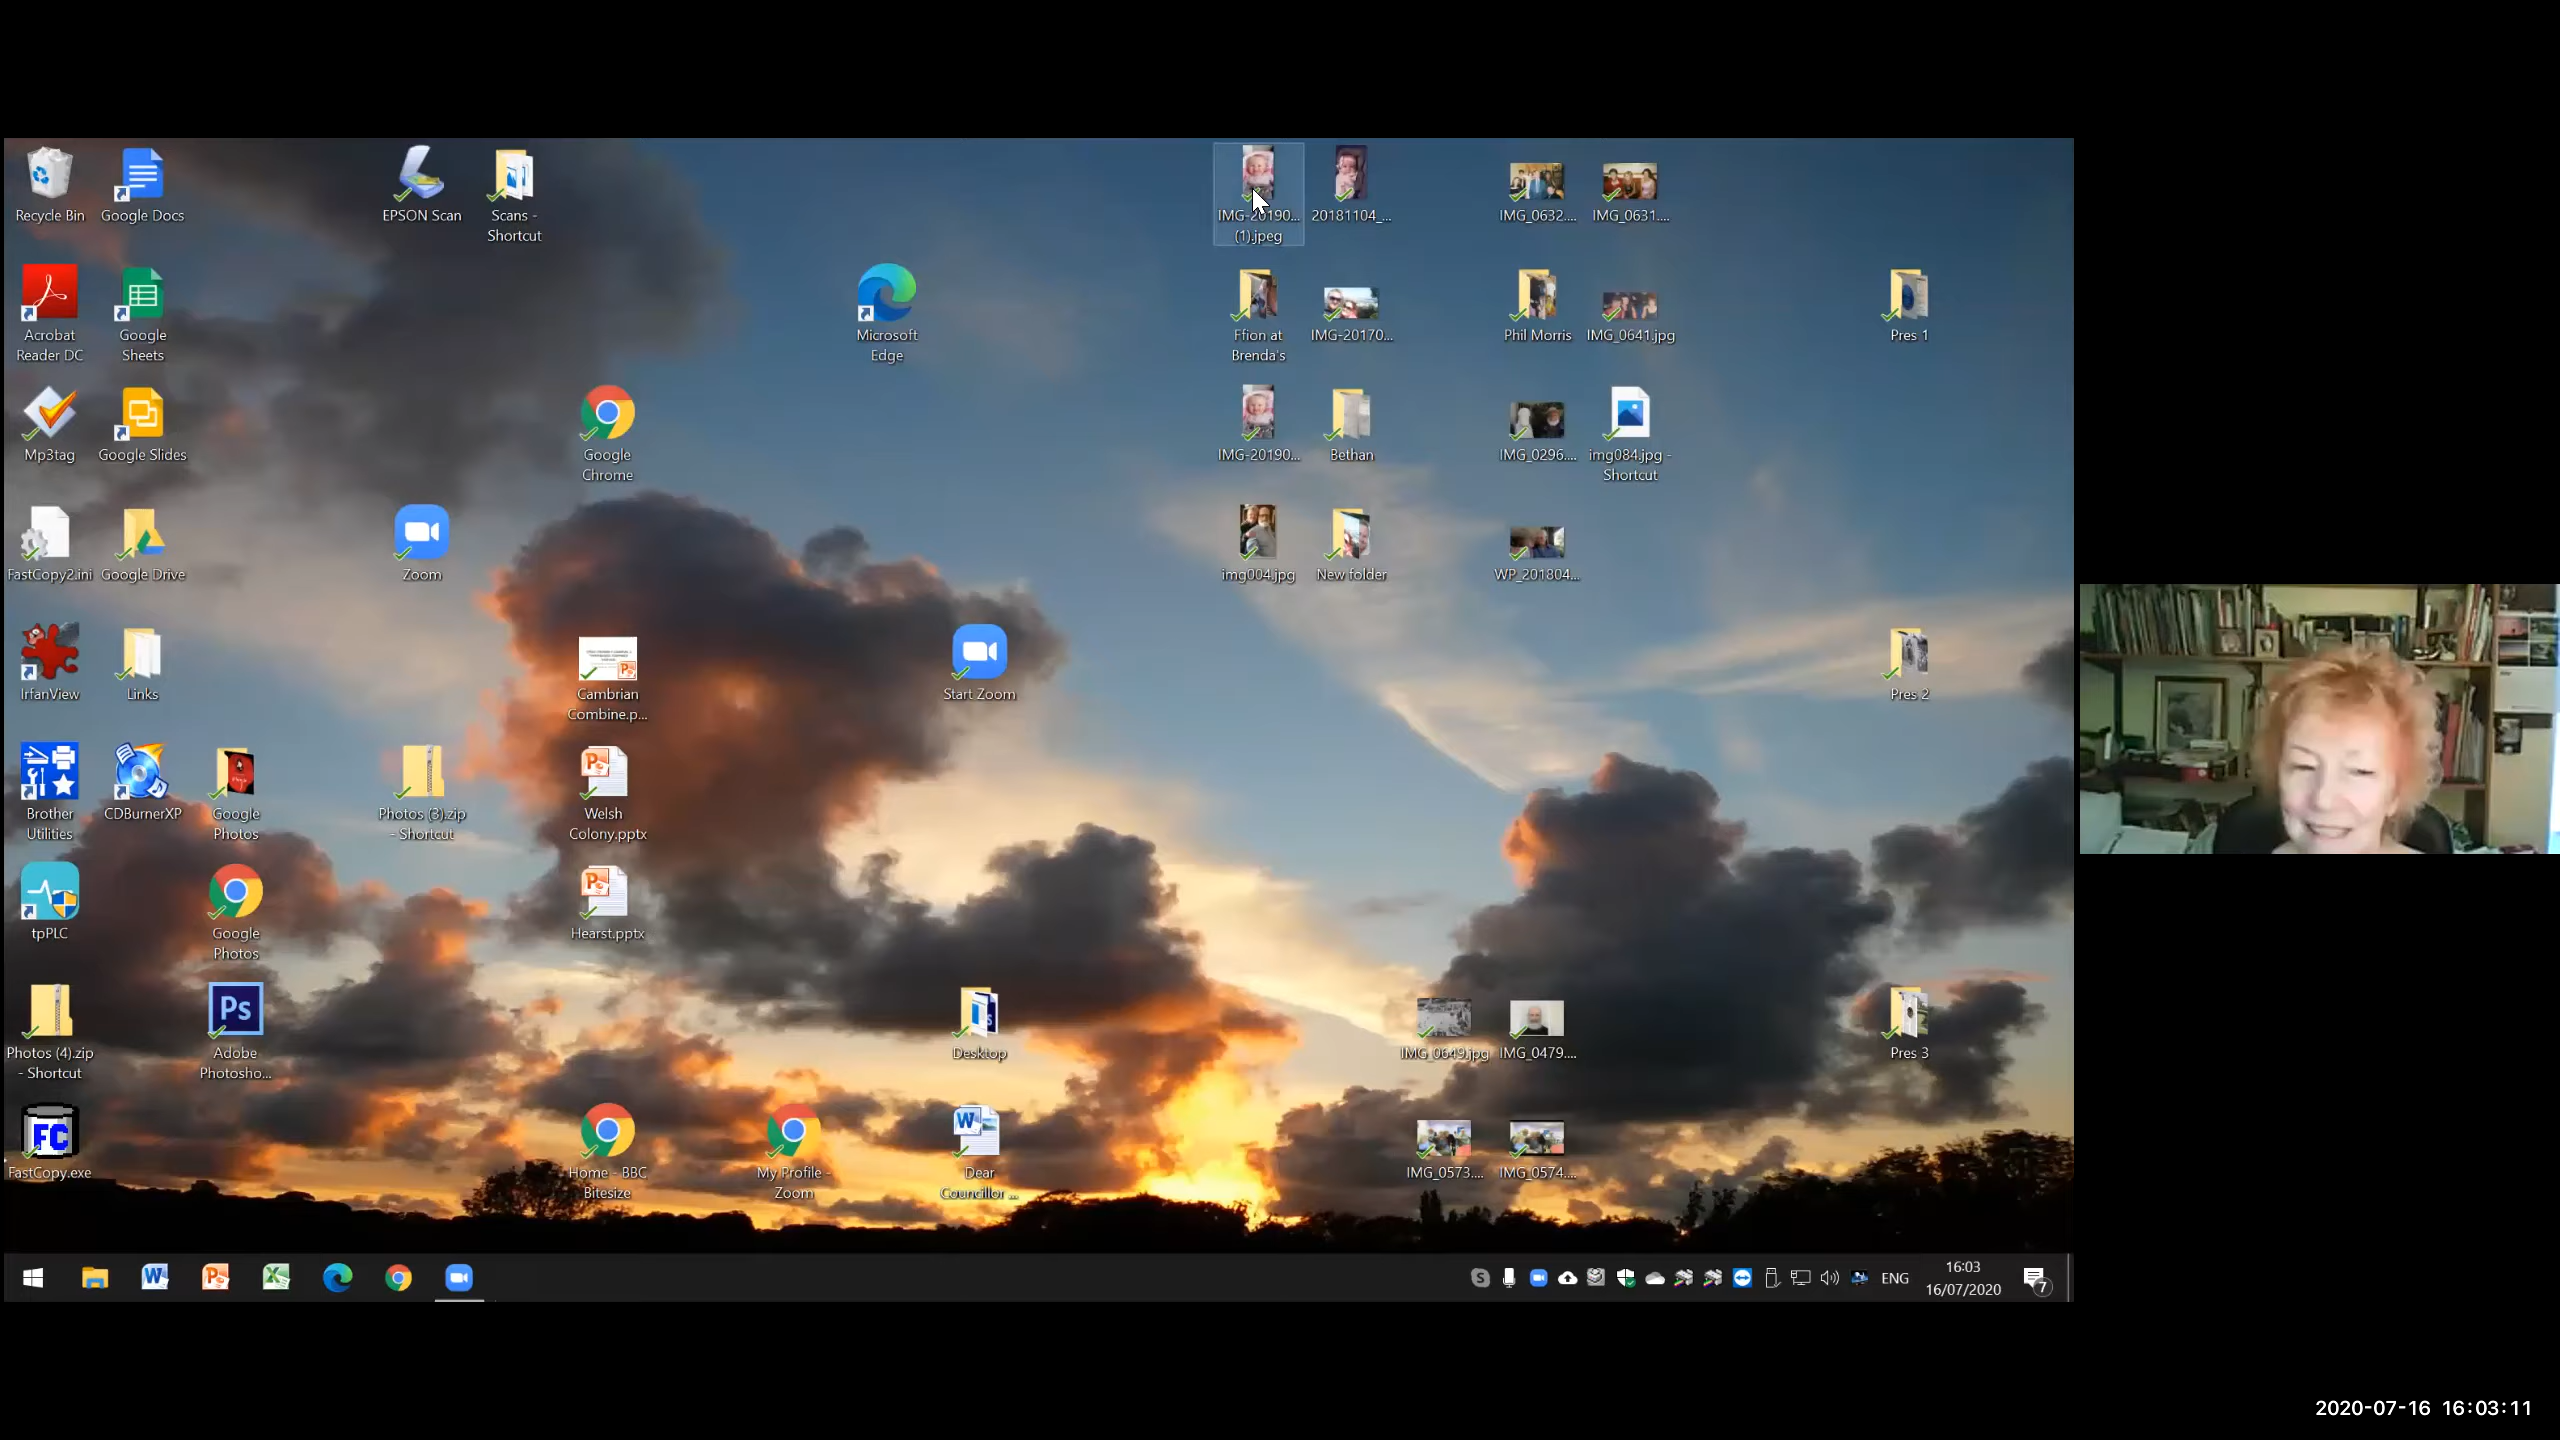 Recycle Bin
Google Docs
EPSON Scan
Scans -
Shortcut
IMG-20190...
(1).jpeg
20181104_...
IMG_0632....
IMG_0631....
Acrobat
Reader DC
Google
Sheets
Microsoft
Edge
Ffion at
Brenda's
IMG-20170...
Phil Morris
IMG_0641.jpg
Pres 1
Mp3tag
Google Slides
Google
Chrome
IMG-20190...
Bethan
IMG_0296....
img084.jpg -
Shortcut
FastCopy2.ini
Google Drive
Zoom
img004.jpg
New folder
WP_201804...
IrfanView
Links
Cambrian
Combine.p...
Start Zoom
Pres 2
Brother
Utilities
CDBurnerXP
Google
Photos
Photos (3).zip
- Shortcut
Welsh
Colony.pptx
tpPLC
Google
Photos
Hearst.pptx
Photos (4).zip
- Shortcut
Ps
Adobe
Photosho...
Desktop
IMG_0649.jpg
IMG_0479....
Pres 3
FC
FastCopy.exe
Home - BBC
Bitesize
My Profile -
Zoom
Dear
Councillor ...
IMG_0573....
IMG_0574....
ENG
16:03
16/07/2020
7
2020-07-16 16:03:11